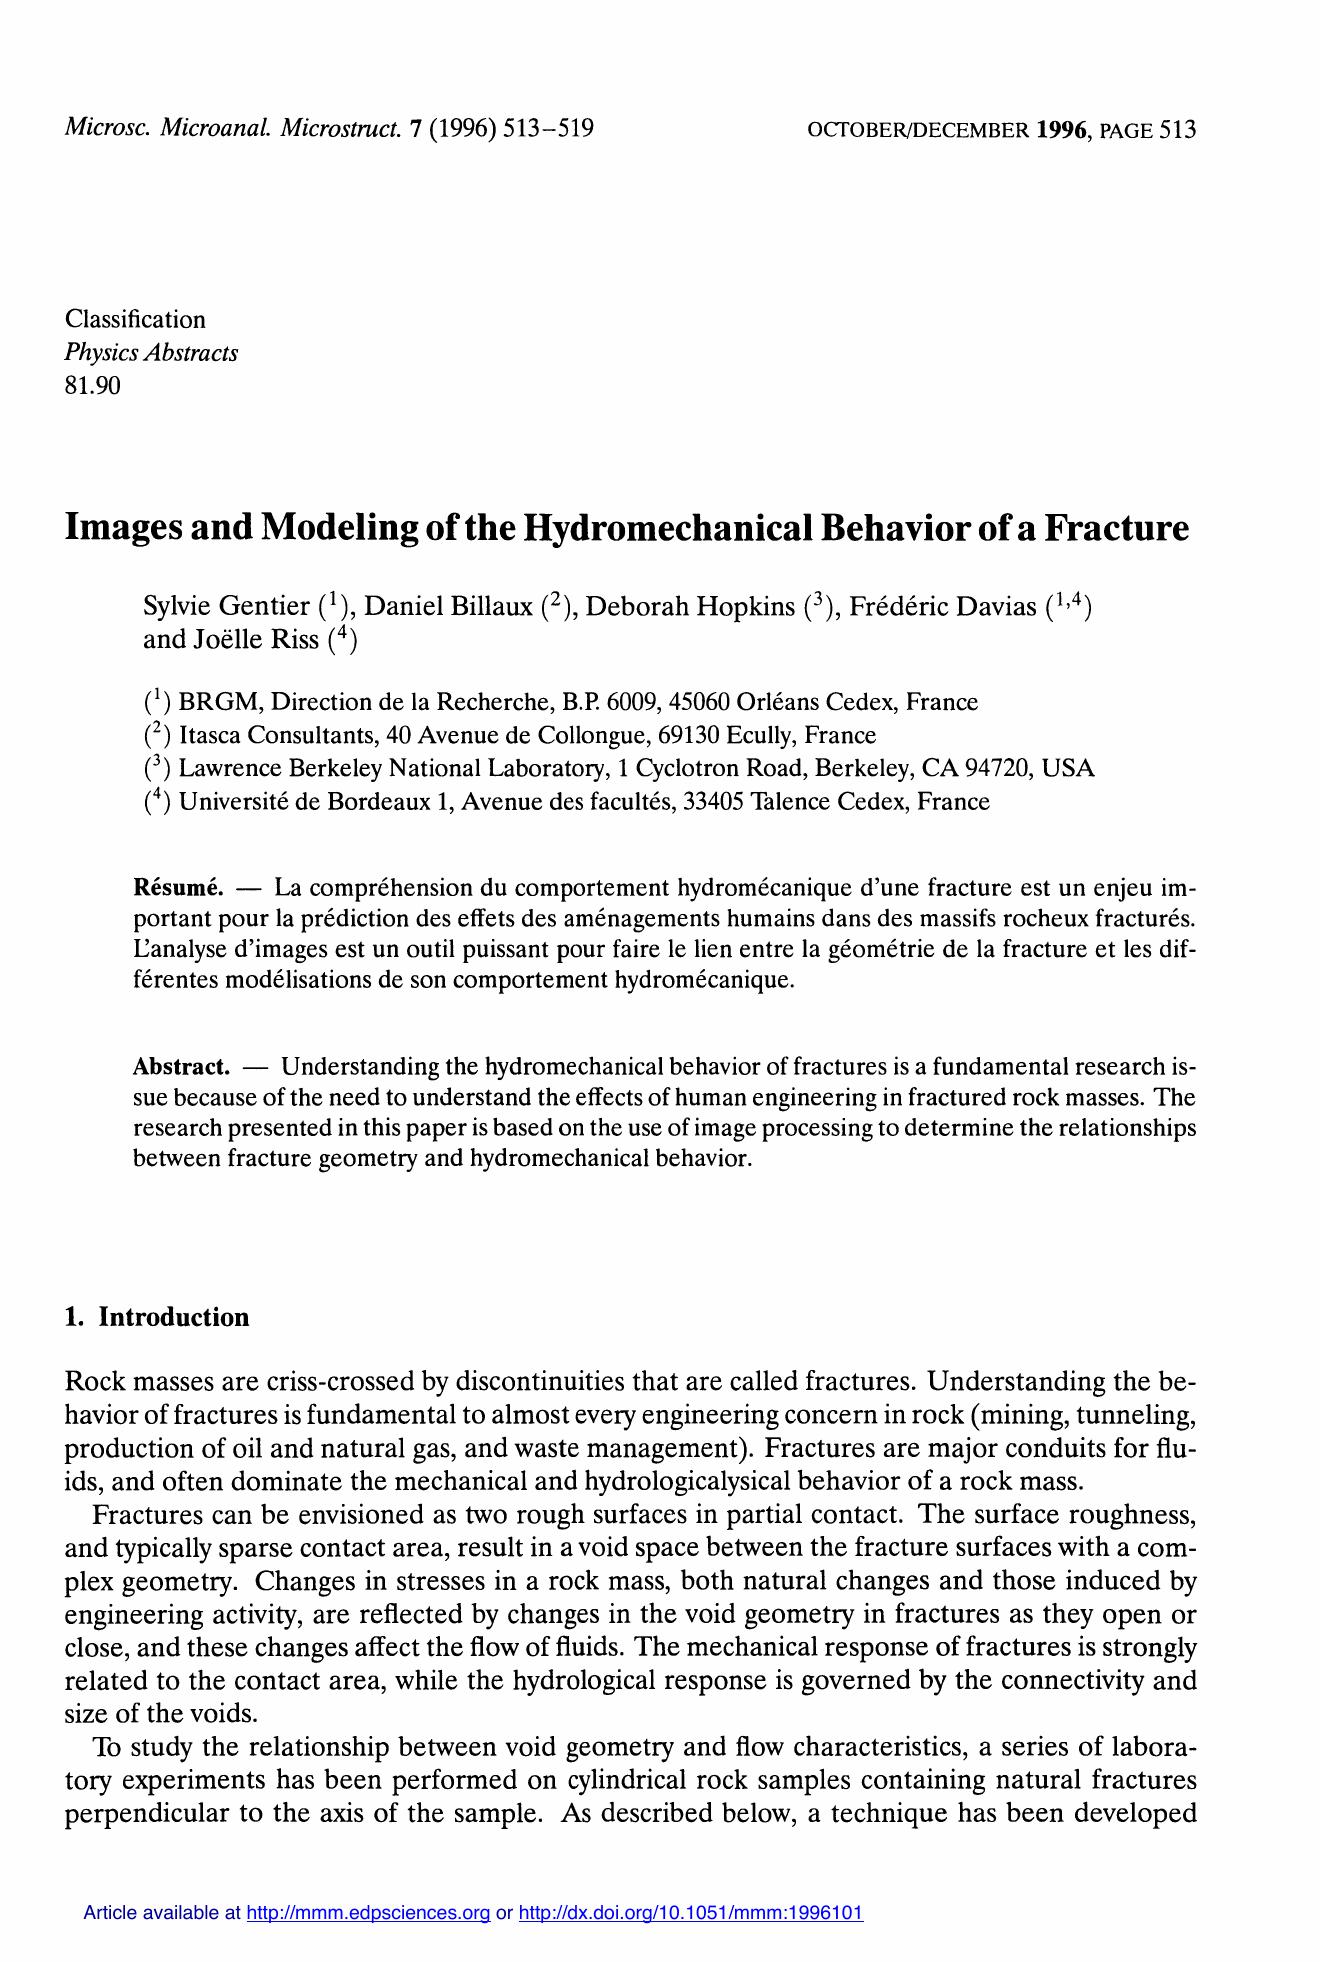 Microsc. Microanal. Microstruct. 7 (1996) 513–519
OCTOBER/DECEMBER 1996, PAGE 513
Classification
Physics Abstracts
81.90
Images and Modeling of the Hydromechanical Behavior of a Fracture
Sylvie Gentier (1), Daniel Billaux (2), Deborah Hopkins (3), Frédéric Davias (1,4)
and Joëlle Riss (4)
(1) BRGM, Direction de la Recherche, B.P. 6009, 45060 Orléans Cedex, France
(2) Itasca Consultants, 40 Avenue de Collongue, 69130 Ecully, France
(3) Lawrence Berkeley National Laboratory, 1 Cyclotron Road, Berkeley, CA 94720, USA
(4) Université de Bordeaux 1, Avenue des facultés, 33405 Talence Cedex, France
Résumé. — La compréhension du comportement hydromécanique d'une fracture est un enjeu im-
portant pour la prédiction des effets des aménagements humains dans des massifs rocheux fracturés.
L'analyse d'images est un outil puissant pour faire le lien entre la géométrie de la fracture et les dif-
férentes modélisations de son comportement hydromécanique.
Abstract. — Understanding the hydromechanical behavior of fractures is a fundamental research is-
sue because of the need to understand the effects of human engineering in fractured rock masses. The
research presented in this paper is based on the use of image processing to determine the relationships
between fracture geometry and hydromechanical behavior.
1. Introduction
Rock masses are criss-crossed by discontinuities that are called fractures. Understanding the be-
havior of fractures is fundamental to almost every engineering concern in rock (mining, tunneling,
production of oil and natural gas, and waste management). Fractures are major conduits for flu-
ids, and often dominate the mechanical and hydrologicalysical behavior of a rock mass.
Fractures can be envisioned as two rough surfaces in partial contact. The surface roughness,
and typically sparse contact area, result in a void space between the fracture surfaces with a com-
plex geometry. Changes in stresses in a rock mass, both natural changes and those induced by
engineering activity, are reflected by changes in the void geometry in fractures as they open or
close, and these changes affect the flow of fluids. The mechanical response of fractures is strongly
related to the contact area, while the hydrological response is governed by the connectivity and
size of the voids.
To study the relationship between void geometry and flow characteristics, a series of labora-
tory experiments has been performed on cylindrical rock samples containing natural fractures
perpendicular to the axis of the sample. As described below, a technique has been developed
Article available at http://mmm.edpsciences.org or http://dx.doi.org/10.1051/mmm:1996101